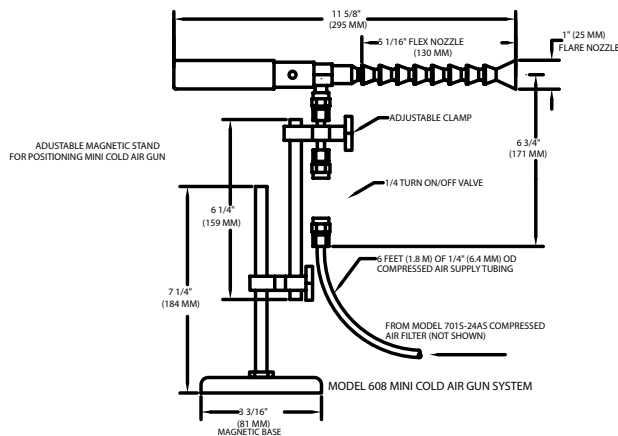 11 5/8"
(295 MM)
5 1/16" FLEX NOZZLE
(130 MM)
1" (25 MM)
FLARE NOZZLE
ADUSTABLE MAGNETIC STAND
FOR POSITIONING MINI COLD AIR GUN
ADJUSTABLE CLAMP
6 3/4"
(171 MM)
1/4 TURN ON/OFF VALVE
6 1/4"
(159 MM)
6 FEET (1.8 M) OF 1/4" (6.4 MM) OD
COMPRESSED AIR SUPPLY TUBING
7 1/4"
(184 MM)
FROM MODEL 701S-24AS COMPRESSED
AIR FILTER (NOT SHOWN)
MODEL 608 MINI COLD AIR GUN SYSTEM
3 3/16"
(81 MM)
MAGNETIC BASE